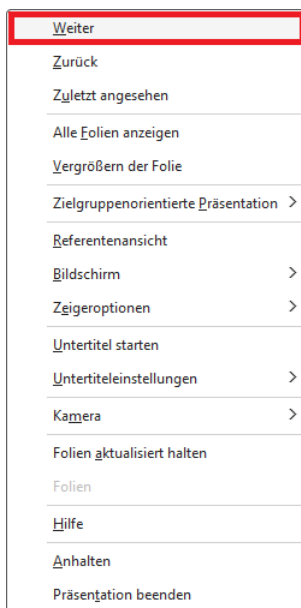 Weiter
Zurück
Zuletzt angesehen
Alle Folien anzeigen
Vergrößern der Folie
Zielgruppenorientierte Präsentation
Referentenansicht
Bildschirm
Zeigeroptionen
Untertitel starten
Untertiteleinstellungen
Kamera
Folien aktualisiert halten
Folien
Hilfe
Anhalten
Präsentation beenden